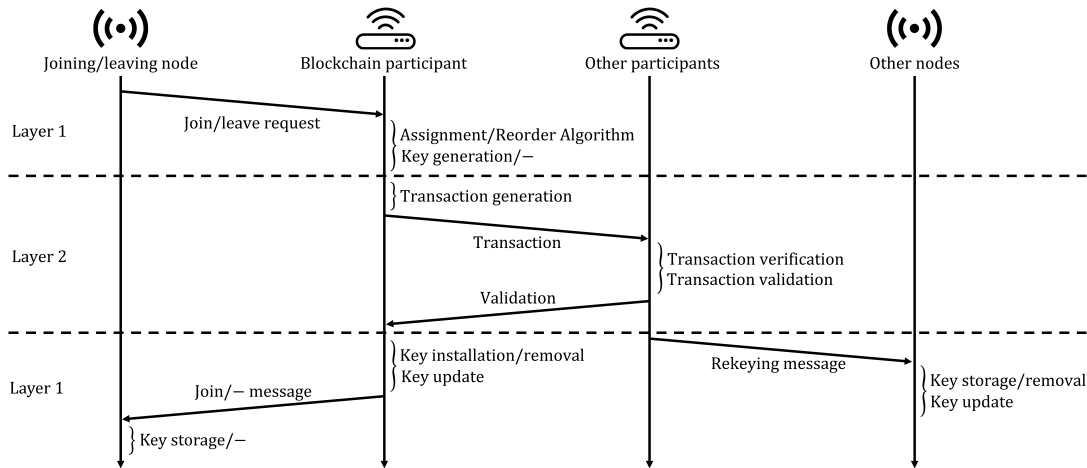 Joining/leaving node
Blockchain participant
Other participants
Other nodes
Layer 1
Join/leave request
Assignment/Reorder Algorithm
Key generation/−
Transaction generation
Layer 2
Transaction
Transaction verification
Transaction validation
Validation
Layer 1
Key installation/removal
Key update
Rekeying message
Join/− message
Key storage/removal
Key update
Key storage/−